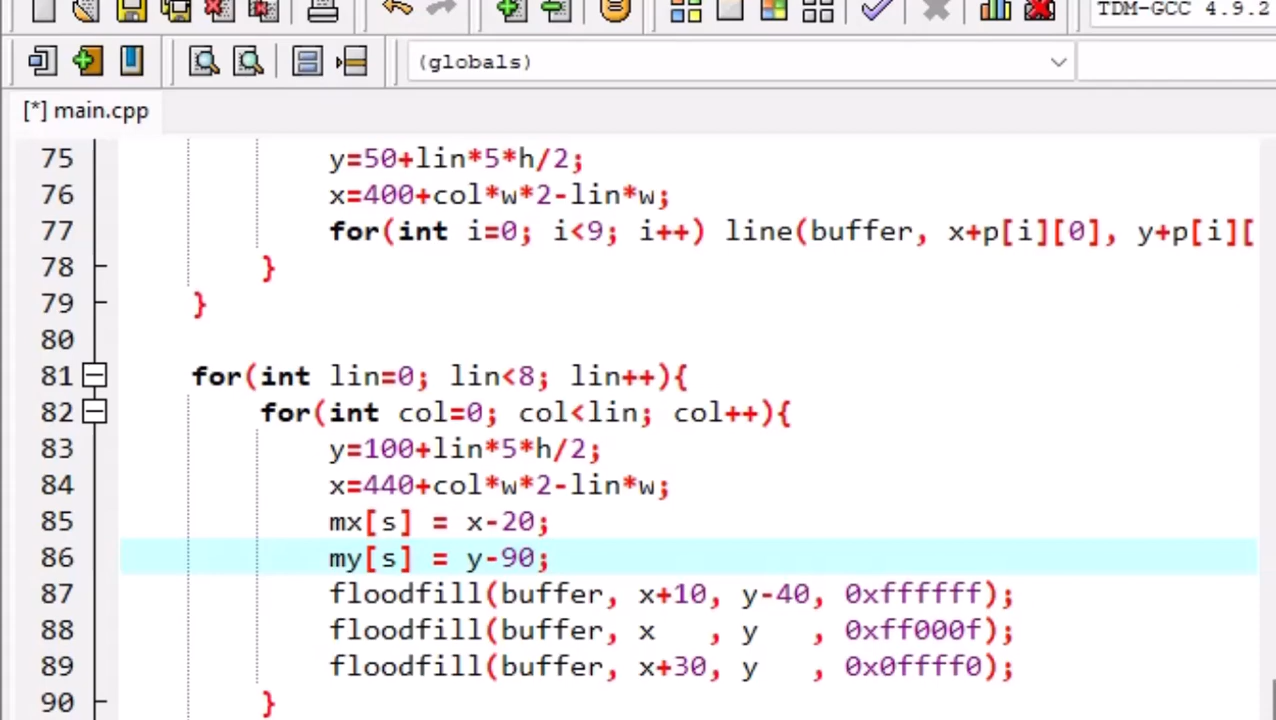 TDM-GCC 4.9.2
(globals)
[*] main.cpp
75 y=50+lin*5*h/2;
76 x=400+col*w*2-lin*w;
77 for(int i=0; i<9; i++) line(buffer, x+p[i][0], y+p[i][
78 }
79 }
80
81 for(int lin=0; lin<8; lin++){
82 for(int col=0; col<lin; col++){
83 y=100+lin*5*h/2;
84 x=440+col*w*2-lin*w;
85 mx[s] = x-20;
86 my[s] = y-90;
87 floodfill(buffer, x+10, y-40, 0xffffff);
88 floodfill(buffer, x   , y   , 0xff000f);
89 floodfill(buffer, x+30, y   , 0x0ffff0);
90 }